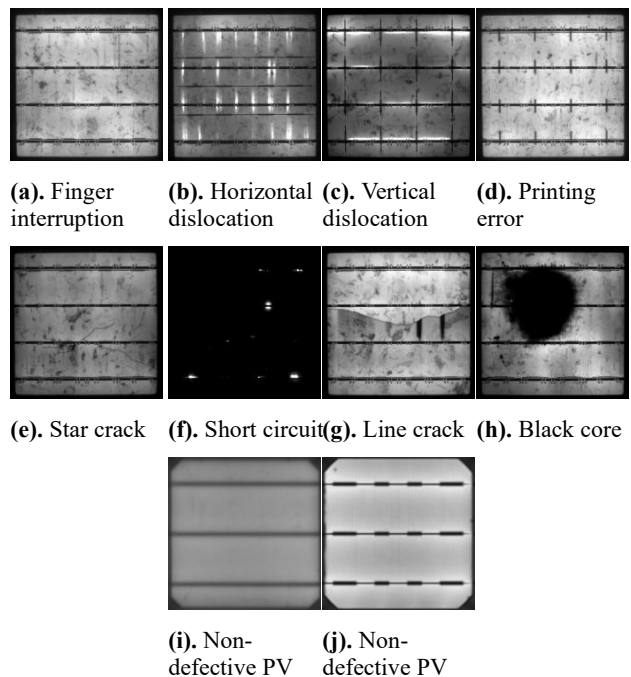 (a). Finger
interruption
(b). Horizontal
dislocation
(c). Vertical
dislocation
(d). Printing
error
(e). Star crack
(f). Short circuit
(g). Line crack
(h). Black core
(i). Non-
defective PV
(j). Non-
defective PV